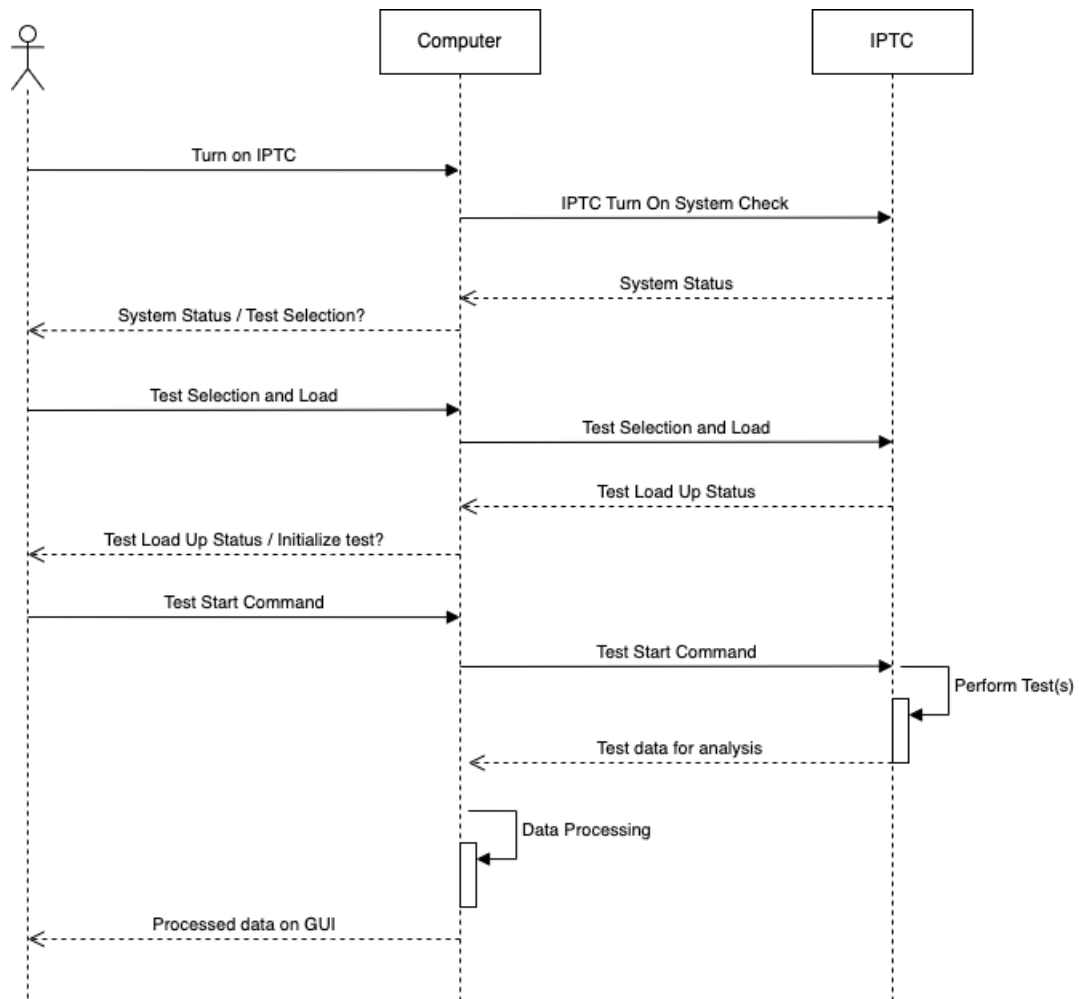 Computer
IPTC
Turn on IPTC
IPTC Turn On System Check
System Status
System Status / Test Selection?
Test Selection and Load
Test Selection and Load
Test Load Up Status
Test Load Up Status / Initialize test?
Test Start Command
Test Start Command
Perform Test(s)
Test data for analysis
Data Processing
Processed data on GUI